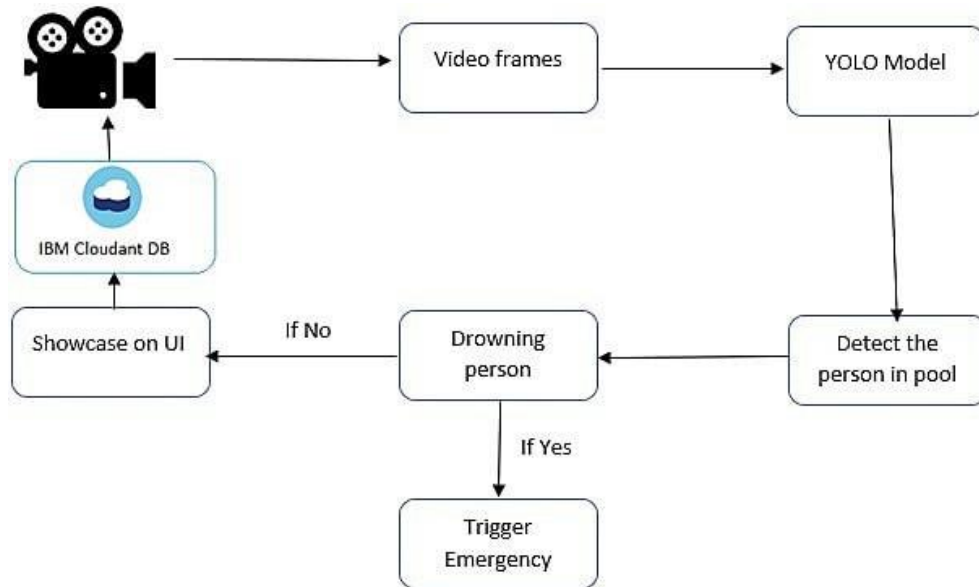 Video frames
YOLO Model
IBM Cloudant DB
Showcase on UI
If No
Drowning
person
Detect the
person in pool
If Yes
Trigger
Emergency